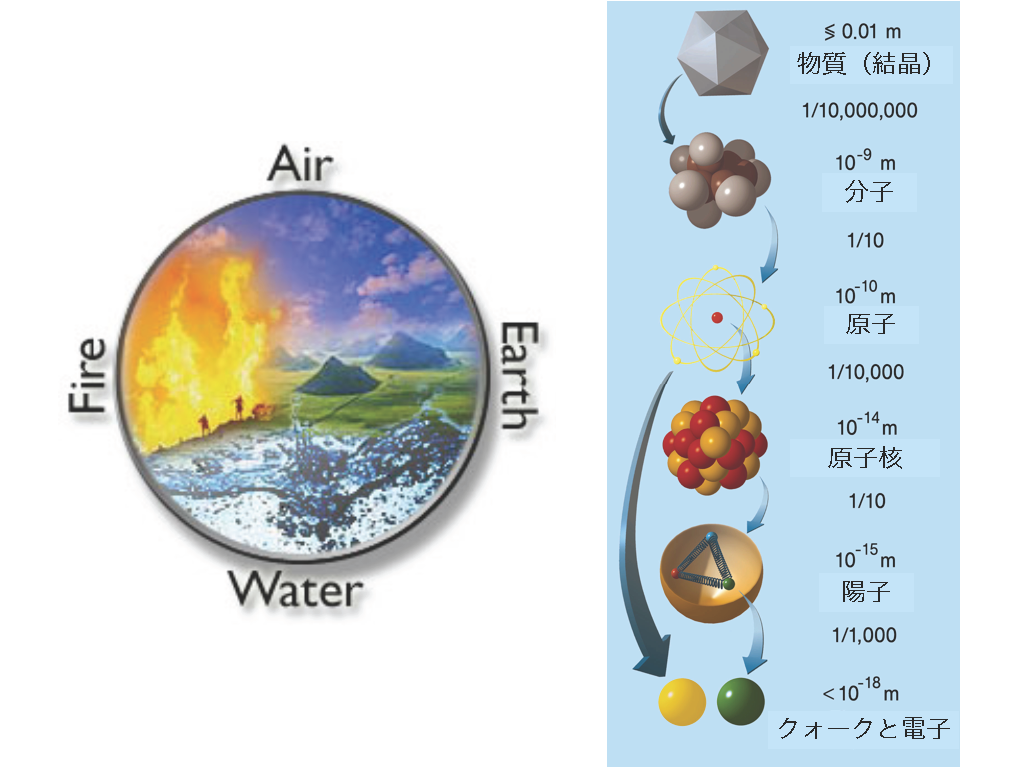 Air
Fire
Earth
Water
≦ 0.01 m
物質（結晶）
1/10,000,000
10⁻⁹ m
分子
1/10
10⁻¹⁰ m
原子
1/10,000
10⁻¹⁴ m
原子核
1/10
10⁻¹⁵ m
陽子
1/1,000
<10⁻¹⁸ m
クォークと電子